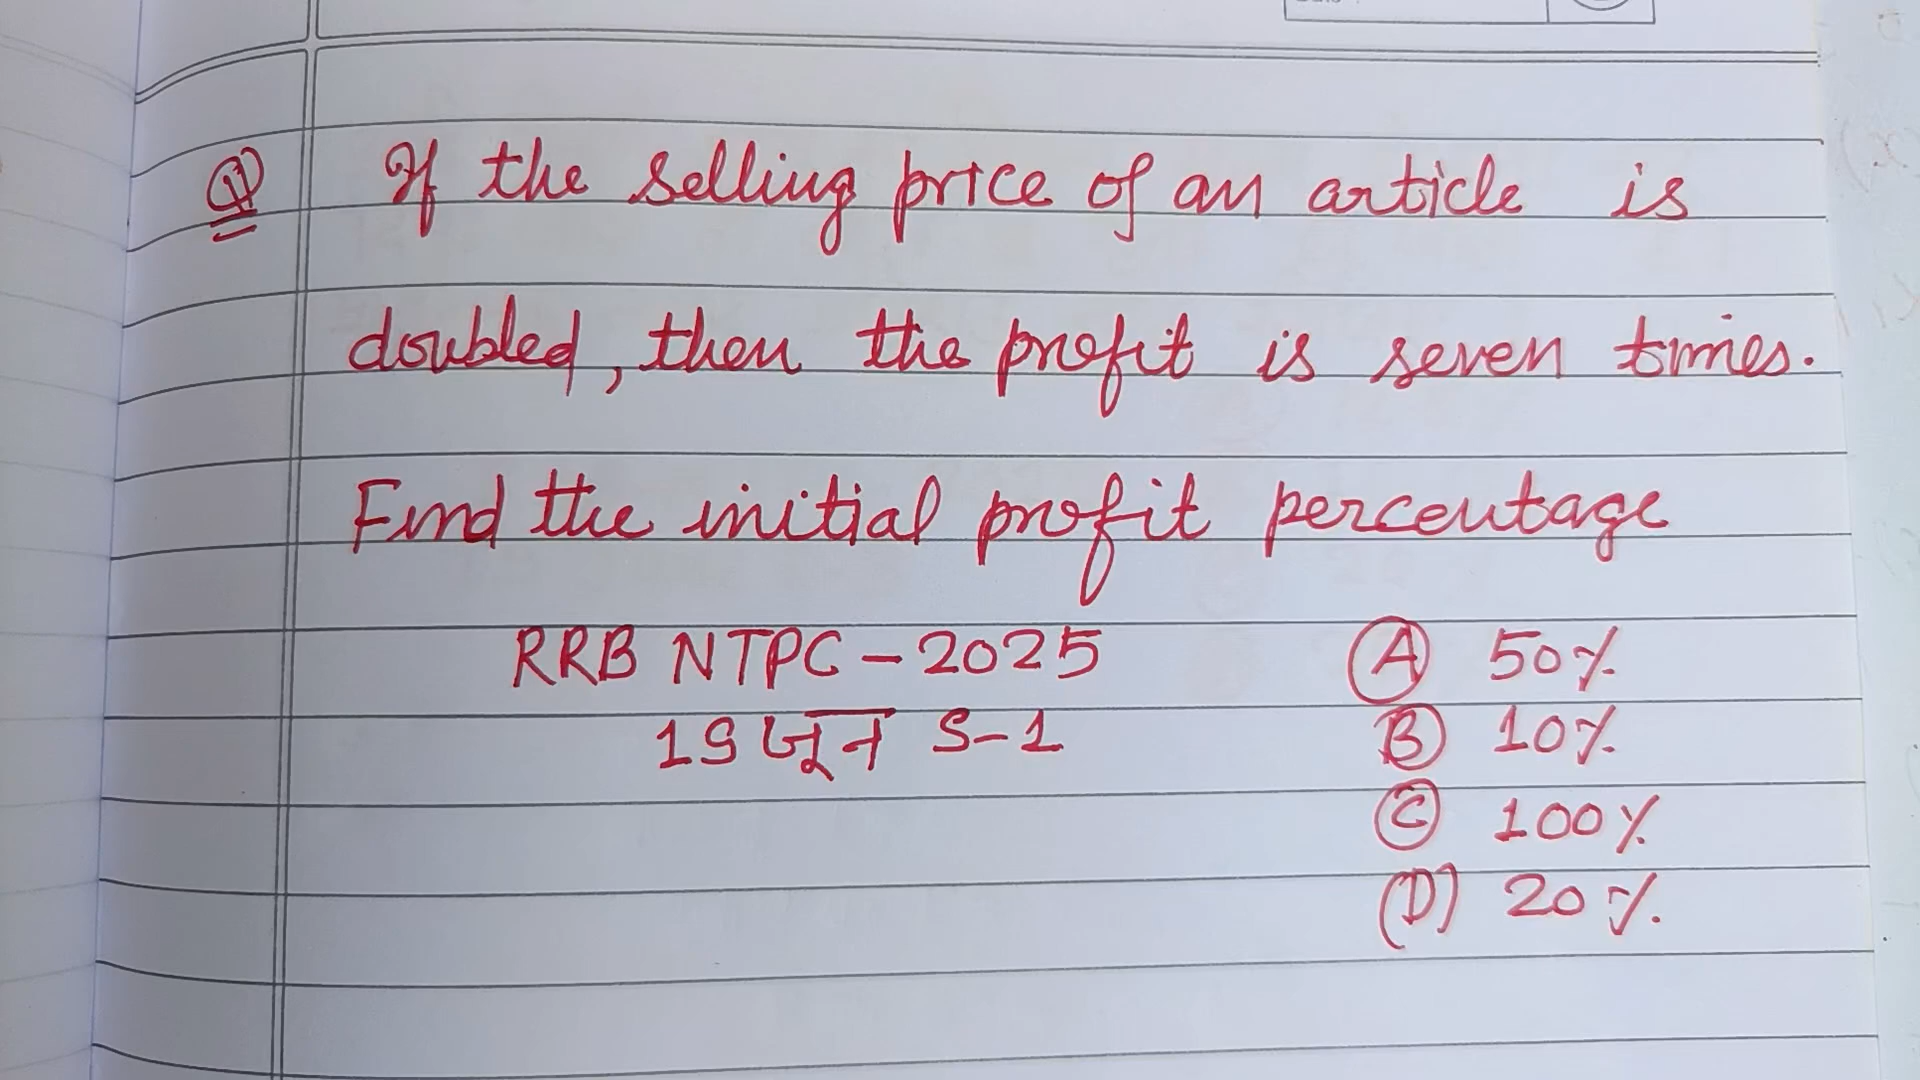 Q If the selling price of an article is
doubled, then the profit is seven times.
Find the initial profit percentage
RRB NTPC - 2025
19 जून S-1
(A) 50%
(B) 10%
(C) 100%
(D) 20%.